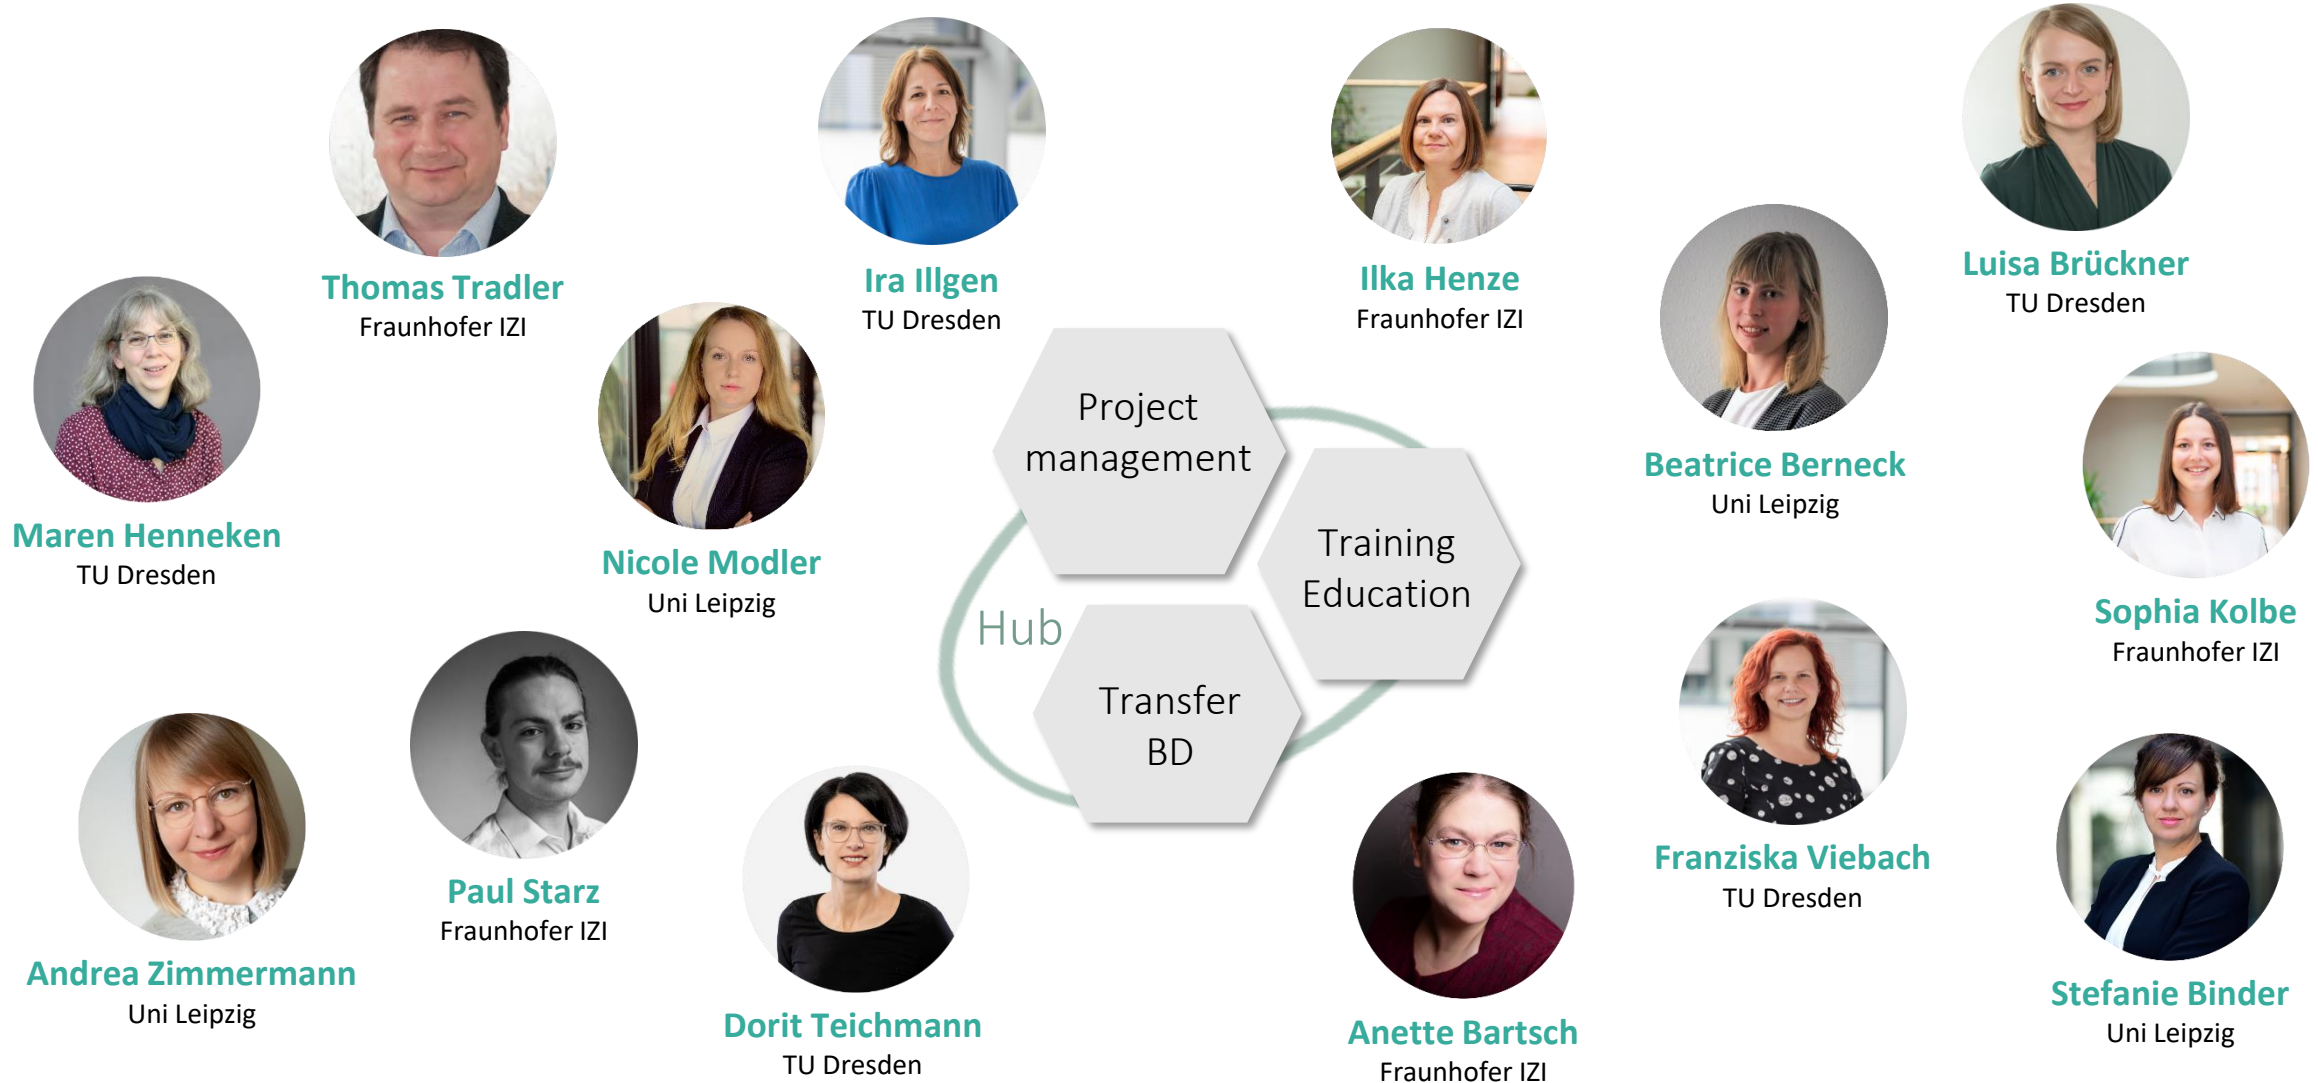 Thomas Tradler
Fraunhofer IZI
Ira Illgen
TU Dresden
Ilka Henze
Fraunhofer IZI
Luisa Brückner
TU Dresden
Maren Henneken
TU Dresden
Nicole Modler
Uni Leipzig
Beatrice Berneck
Uni Leipzig
Sophia Kolbe
Fraunhofer IZI
Project
management
Training
Education
Hub
Transfer
BD
Andrea Zimmermann
Uni Leipzig
Paul Starz
Fraunhofer IZI
Dorit Teichmann
TU Dresden
Anette Bartsch
Fraunhofer IZI
Franziska Viebach
TU Dresden
Stefanie Binder
Uni Leipzig